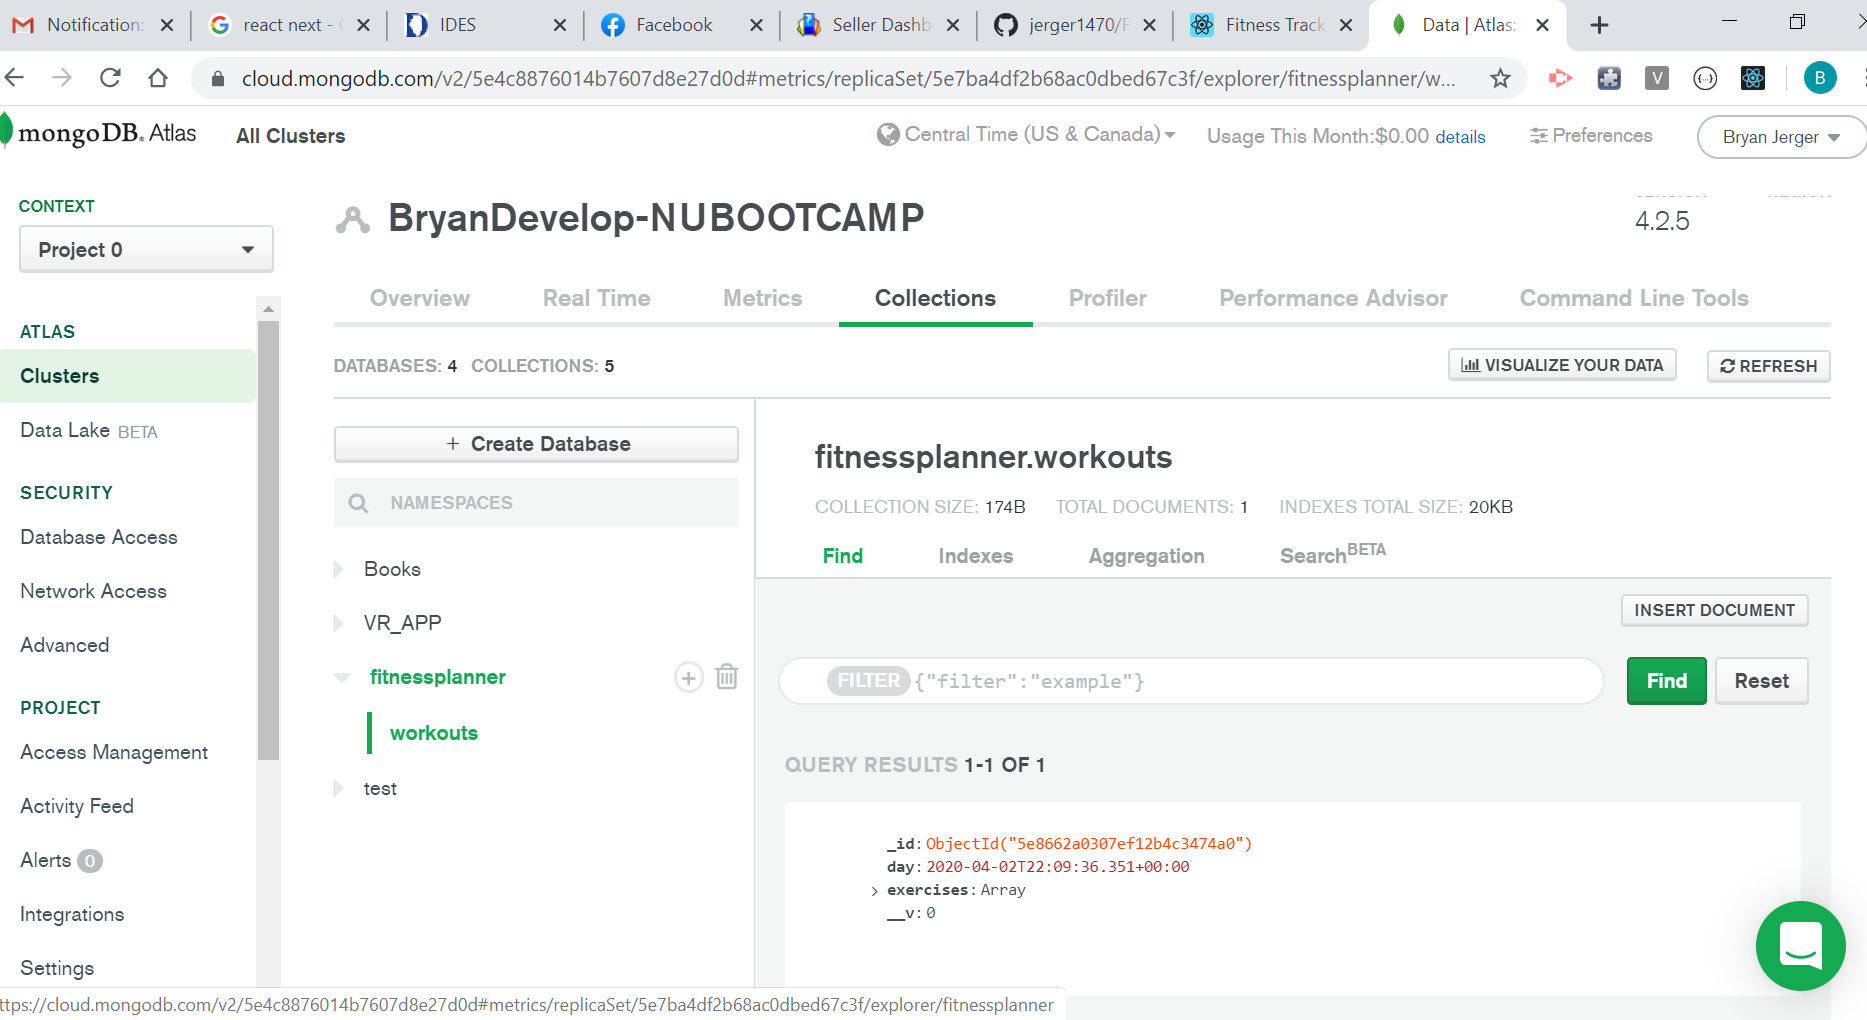 Notification: react next - IDES Facebook Seller Dashb jerger1470/F Fitness Track Data | Atlas:
cloud.mongodb.com/v2/5e4c8876014b7607d8e27d0d#metrics/replicaSet/5e7ba4df2b68ac0dbed67c3f/explorer/fitnessplanner/w... V B
mongoDB. Atlas All Clusters Central Time (US & Canada) Usage This Month:$0.00 details Preferences Bryan Jerger
CONTEXT
Project 0
ATLAS
Clusters
Data Lake BETA
SECURITY
Database Access
Network Access
Advanced
PROJECT
Access Management
Activity Feed
Alerts 0
Integrations
Settings
BryanDevelop-NUBOOTCAMP
4.2.5
Overview Real Time Metrics Collections Profiler Performance Advisor Command Line Tools
DATABASES: 4 COLLECTIONS: 5 VISUALIZE YOUR DATA REFRESH
+ Create Database
NAMESPACES
Books
VR_APP
fitnessplanner
workouts
test
fitnessplanner.workouts
COLLECTION SIZE: 174B TOTAL DOCUMENTS: 1 INDEXES TOTAL SIZE: 20KB
Find Indexes Aggregation Search BETA
INSERT DOCUMENT
FILTER {"filter":"example"} Find Reset
QUERY RESULTS 1-1 OF 1
_id: ObjectId("5e8662a0307ef12b4c3474a0")
day: 2020-04-02T22:09:36.351+00:00
exercises: Array
__v: 0
ttps://cloud.mongodb.com/v2/5e4c8876014b7607d8e27d0d#metrics/replicaSet/5e7ba4df2b68ac0dbed67c3f/explorer/fitnessplanner